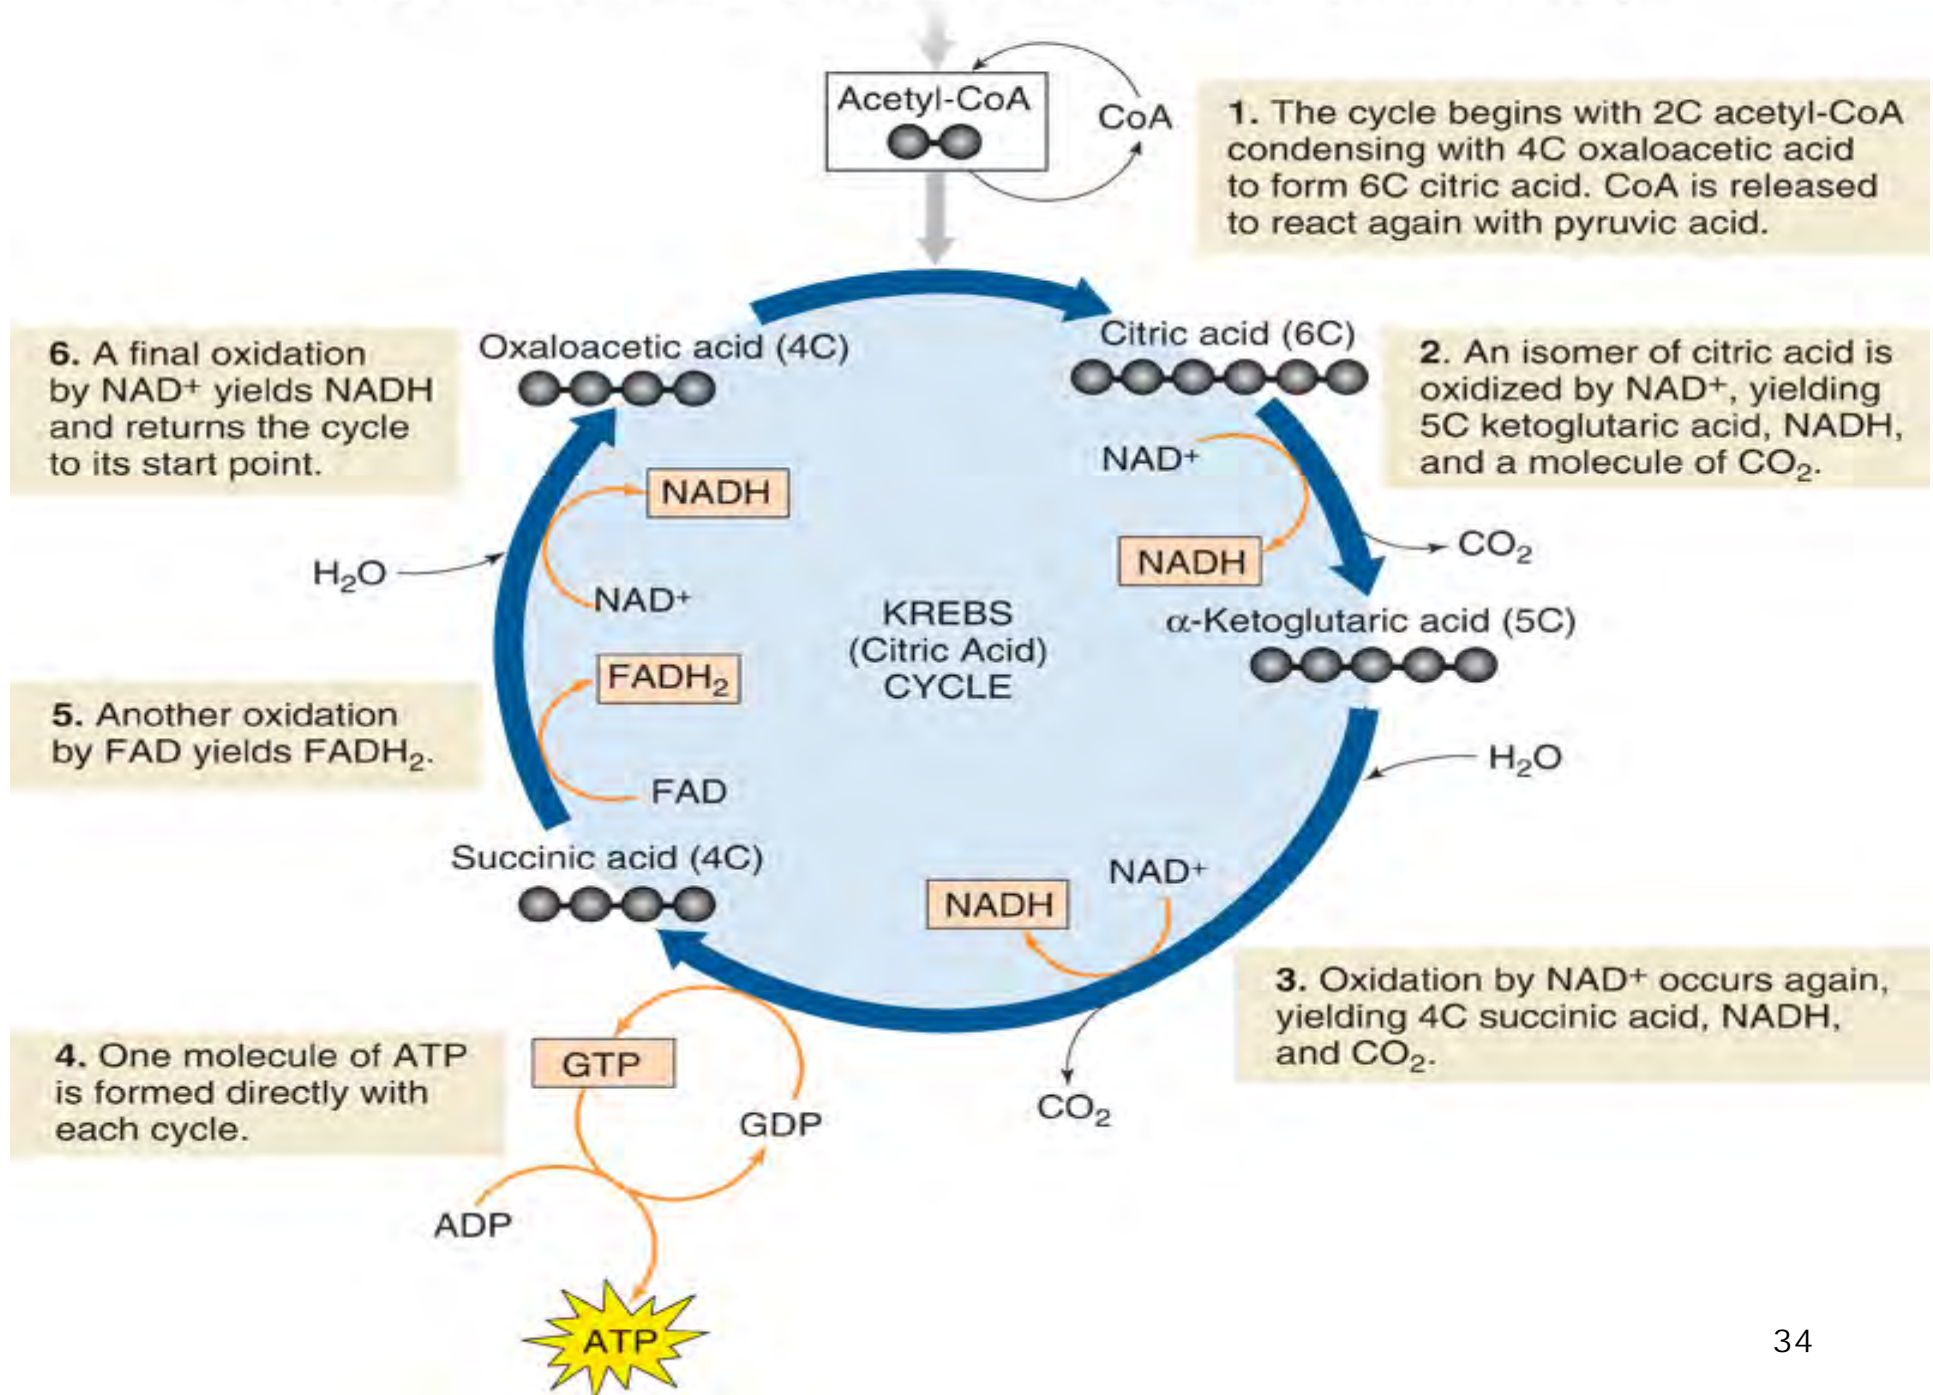 Acetyl-CoA
CoA
1. The cycle begins with 2C acetyl-CoA
condensing with 4C oxaloacetic acid
to form 6C citric acid. CoA is released
to react again with pyruvic acid.
Oxaloacetic acid (4C)
Citric acid (6C)
6. A final oxidation
by NAD⁺ yields NADH
and returns the cycle
to its start point.
2. An isomer of citric acid is
oxidized by NAD⁺, yielding
5C ketoglutaric acid, NADH,
and a molecule of CO₂.
NAD⁺
NADH
CO₂
NADH
H₂O
NAD⁺
KREBS
(Citric Acid)
CYCLE
α-Ketoglutaric acid (5C)
FADH₂
5. Another oxidation
by FAD yields FADH₂.
FAD
H₂O
Succinic acid (4C)
NADH
NAD⁺
3. Oxidation by NAD⁺ occurs again,
yielding 4C succinic acid, NADH,
and CO₂.
4. One molecule of ATP
is formed directly with
each cycle.
GTP
GDP
CO₂
ADP
ATP
34